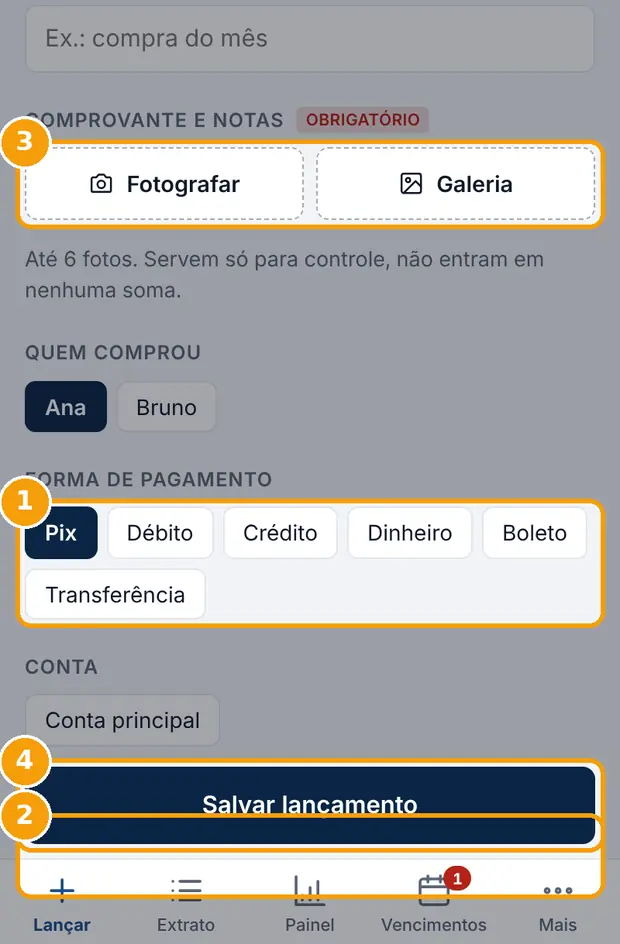 Ex.: compra do mês
COMPROVANTE E NOTAS OBRIGATÓRIO
3
Fotografar Galeria
Até 6 fotos. Servem só para controle, não entram em
nenhuma soma.
QUEM COMPROU
Ana Bruno
FORMA DE PAGAMENTO
1
Pix Débito Crédito Dinheiro Boleto
Transferência
CONTA
Conta principal
4
Salvar lançamento
2
1
Lançar Extrato Painel Vencimentos Mais